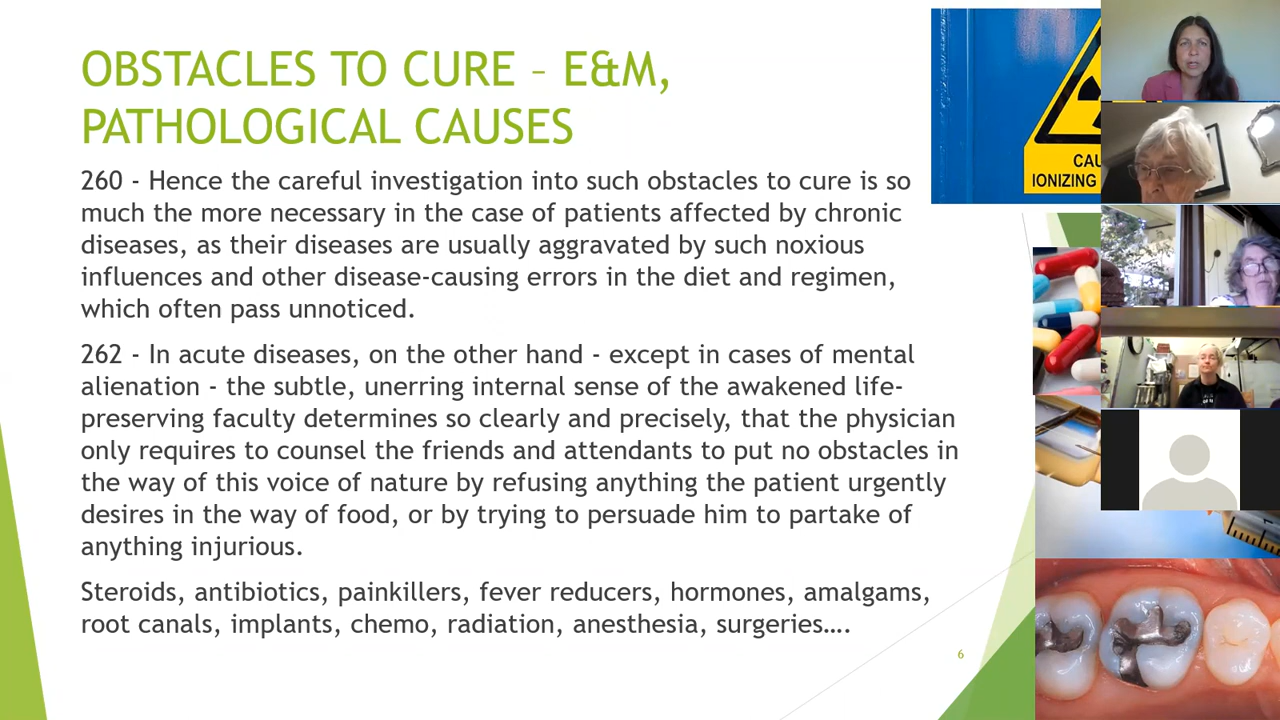 OBSTACLES TO CURE – E&M,
PATHOLOGICAL CAUSES
260 - Hence the careful investigation into such obstacles to cure is so
much the more necessary in the case of patients affected by chronic
diseases, as their diseases are usually aggravated by such noxious
influences and other disease-causing errors in the diet and regimen,
which often pass unnoticed.
262 - In acute diseases, on the other hand - except in cases of mental
alienation - the subtle, unerring internal sense of the awakened life-
preserving faculty determines so clearly and precisely, that the physician
only requires to counsel the friends and attendants to put no obstacles in
the way of this voice of nature by refusing anything the patient urgently
desires in the way of food, or by trying to persuade him to partake of
anything injurious.
Steroids, antibiotics, painkillers, fever reducers, hormones, amalgams,
root canals, implants, chemo, radiation, anesthesia, surgeries….
6
CAU
IONIZING